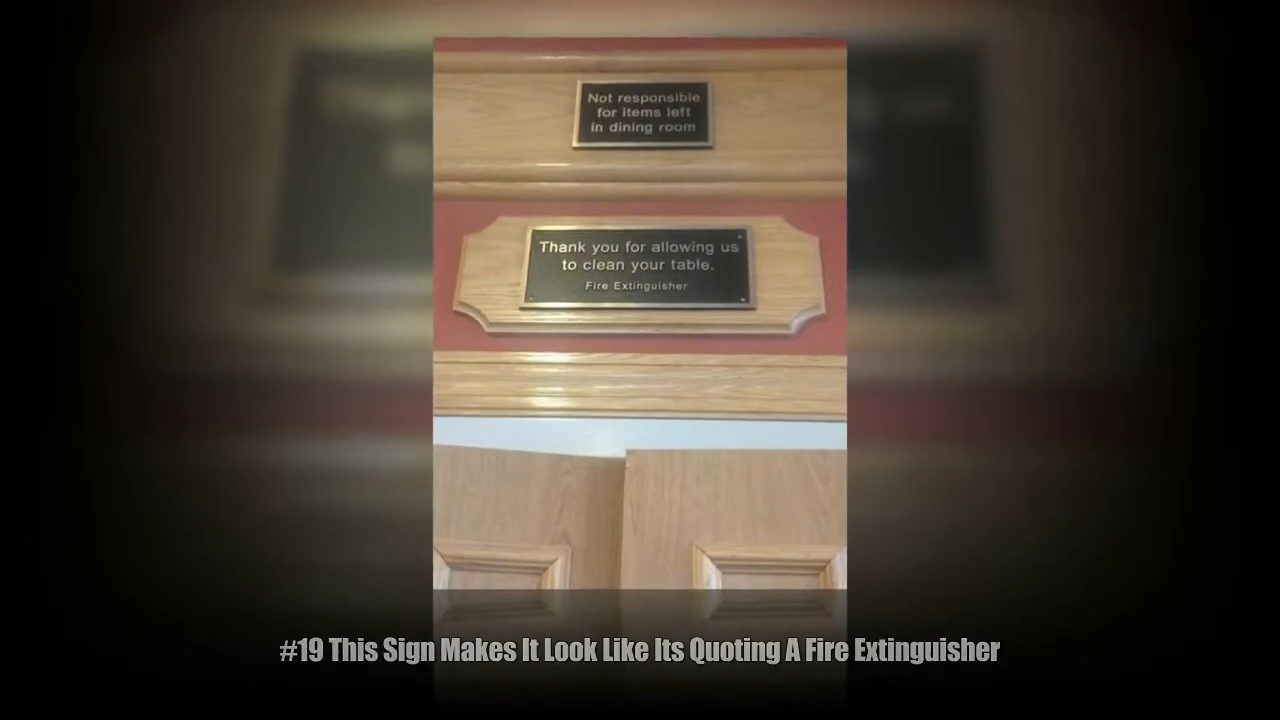 Not responsible
for items left
in dining room
Thank you for allowing us
to clean your table.
Fire Extinguisher
#19 This Sign Makes It Look Like Its Quoting A Fire Extinguisher